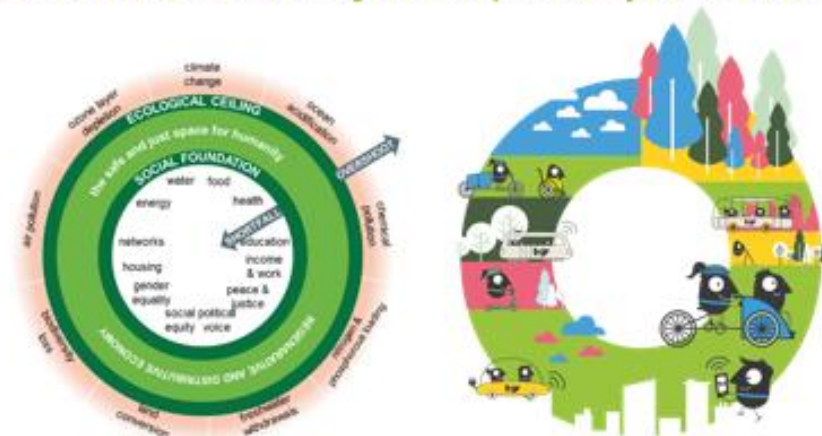 climate
change
ozone layer
depletion
ocean
acidification
ECOLOGICAL CEILING
the safe and just space for humanity
OVERSHOOT
SOCIAL FOUNDATION
water food
energy
health
SHORTFALL
air pollution
chemical
pollution
networks
education
housing
income
& work
gender
equality
peace &
justice
social political
equity voice
biodiversity
loss
nitrogen &
phosphorus loading
REGENERATIVE AND DISTRIBUTIVE ECONOMY
land
conversion
freshwater
withdrawals